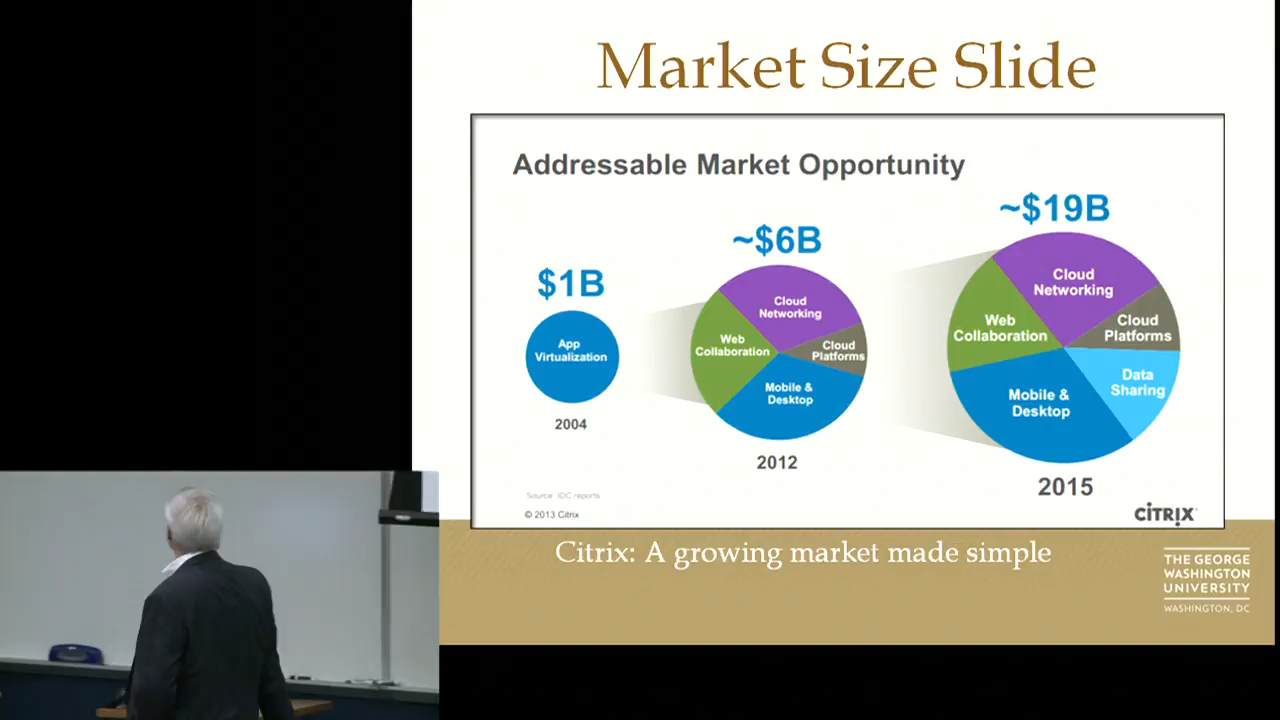 Market Size Slide
Addressable Market Opportunity
$1B
App
Virtualization
2004
~$6B
Cloud
Networking
Web
Collaboration
Cloud
Platforms
Mobile &
Desktop
2012
~$19B
Cloud
Networking
Web
Collaboration
Cloud
Platforms
Data
Sharing
Mobile &
Desktop
2015
Source: IDC reports
© 2013 Citrix
CİTRIX
Citrix: A growing market made simple
THE GEORGE
WASHINGTON
UNIVERSITY
WASHINGTON, DC